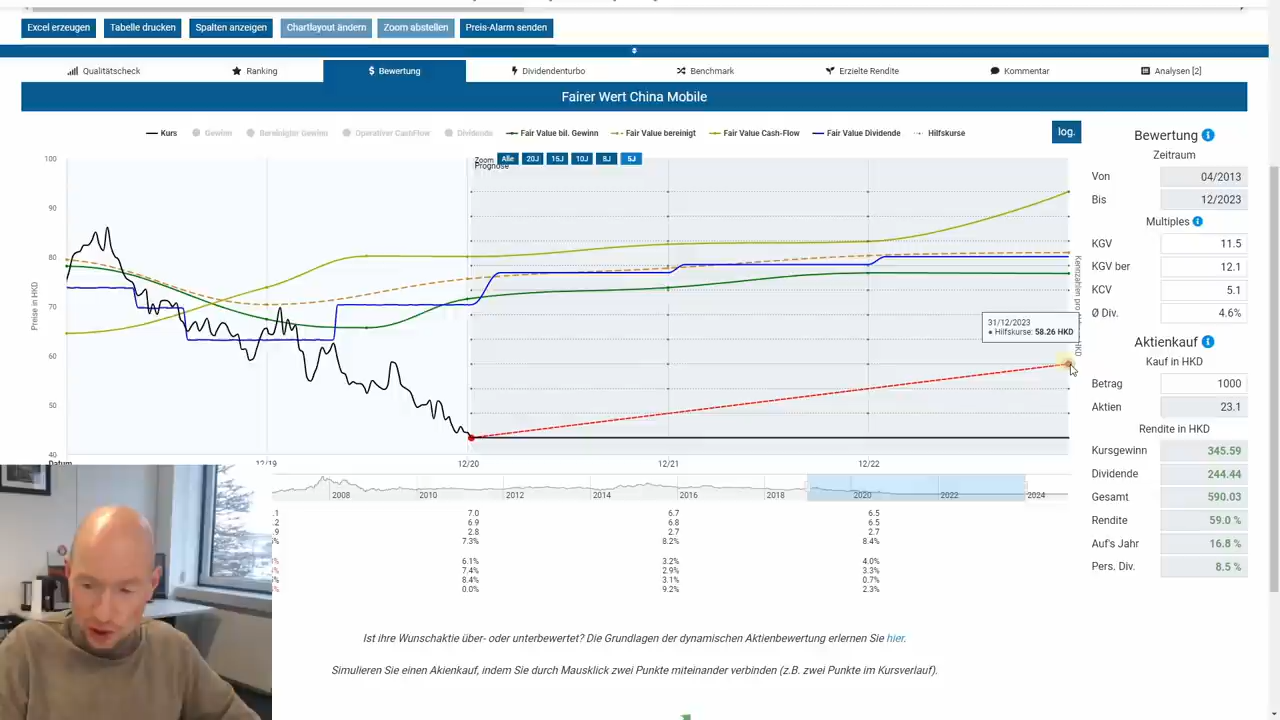 Excel erzeugen Tabelle drucken Spalten anzeigen Chartlayout ändern Zoom abstellen Preis-Alarm senden
Qualitätscheck Ranking Bewertung Dividendenturbo Benchmark Erzielte Rendite Kommentar Analysen [2]
Fairer Wert China Mobile
Kurs Gewinn Bereinigter Gewinn Operativer CashFlow Dividende Fair Value bil. Gewinn Fair Value bereinigt Fair Value Cash-Flow Fair Value Dividende Hilfskurse
log.
Zoom Alle 20J 15J 10J 8J 5J
Prognose
100
90
80
70
60
50
40
Preise in HKD
31/12/2023
Hilfskurse: 58.26 HKD
Datum 12/19 12/20 12/21 12/22
2008 2010 2012 2014 2016 2018 2020 2022 2024
.1 7.0 6.7 6.5
.2 6.9 6.8 6.5
.9 2.8 2.7 2.7
7.3% 8.2% 8.4%
6.1% 3.2% 4.0%
7.4% 2.9% 3.3%
8.4% 3.1% 0.7%
0.0% 9.2% 2.3%
Ist ihre Wunschaktie über- oder unterbewertet? Die Grundlagen der dynamischen Aktienbewertung erlernen Sie hier.
Simulieren Sie einen Akienkauf, indem Sie durch Mausklick zwei Punkte miteinander verbinden (z.B. zwei Punkte im Kursverlauf).
Bewertung
Zeitraum
Von 04/2013
Bis 12/2023
Multiples
KGV 11.5
KGV ber 12.1
KCV 5.1
Ø Div. 4.6%
Aktienkauf
Kauf in HKD
Betrag 1000
Aktien 23.1
Rendite in HKD
Kursgewinn 345.59
Dividende 244.44
Gesamt 590.03
Rendite 59.0 %
Auf's Jahr 16.8 %
Pers. Div. 8.5 %